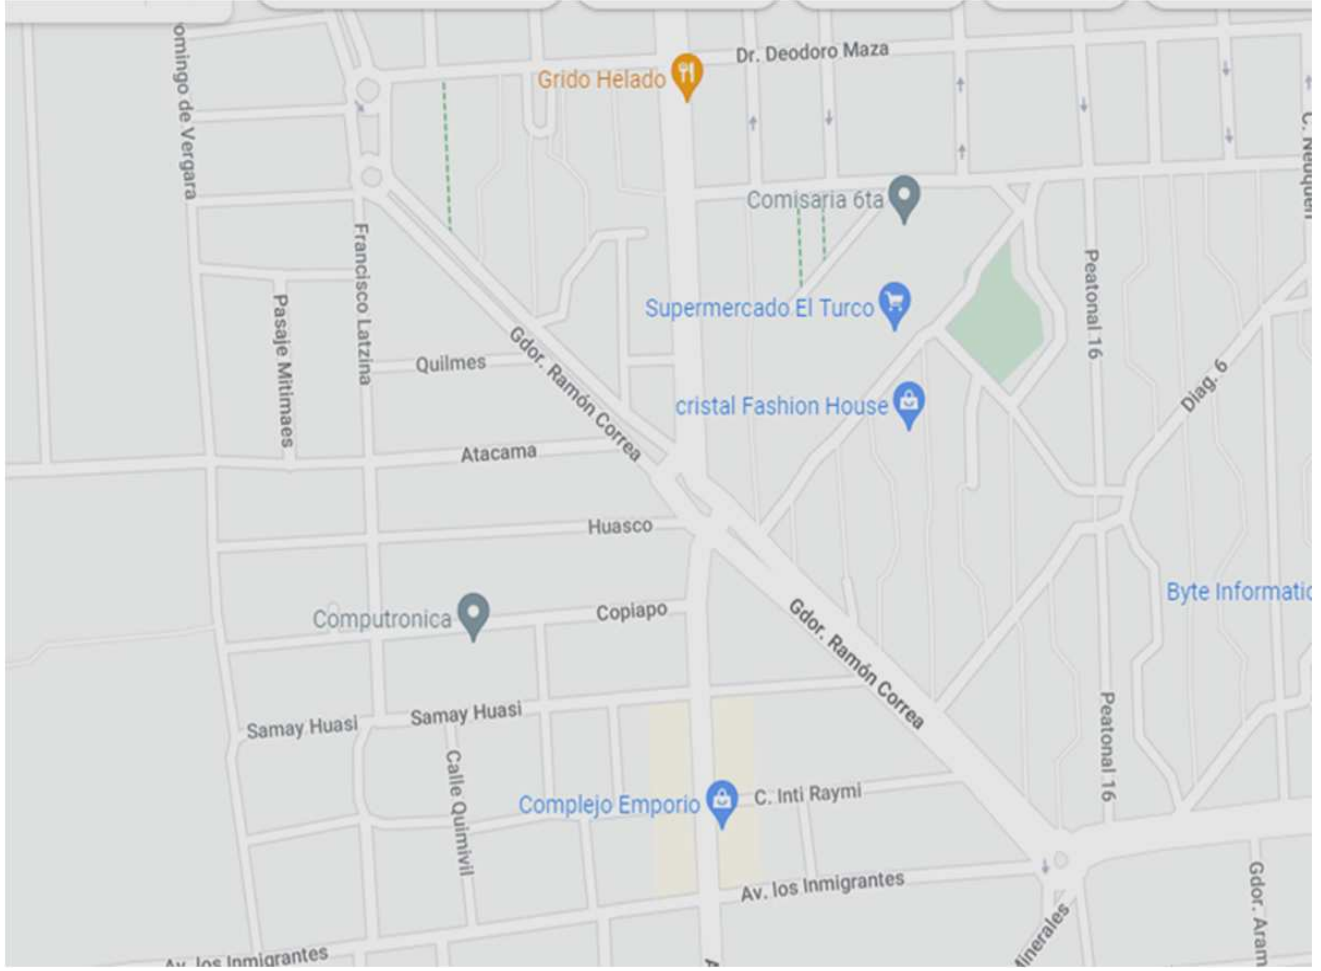 Dr. Deodoro Maza
Grido Helado
omingo de Vergara
C. Neuquen
Comisaria 6ta
Francisco Latzina
Peatonal 16
Pasaje Mitimaes
Supermercado El Turco
Quilmes
Gdor. Ramón Correa
Diag. 6
cristal Fashion House
Atacama
Huasco
Byte Informatic
Computronica
Copiapo
Gdor. Ramón Correa
Samay Huasi
Samay Huasi
Peatonal 16
Calle Quimivil
Complejo Emporio
C. Inti Raymi
Av. los Inmigrantes
Gdor. Aram
Minerales
Av. los Inmigrantes